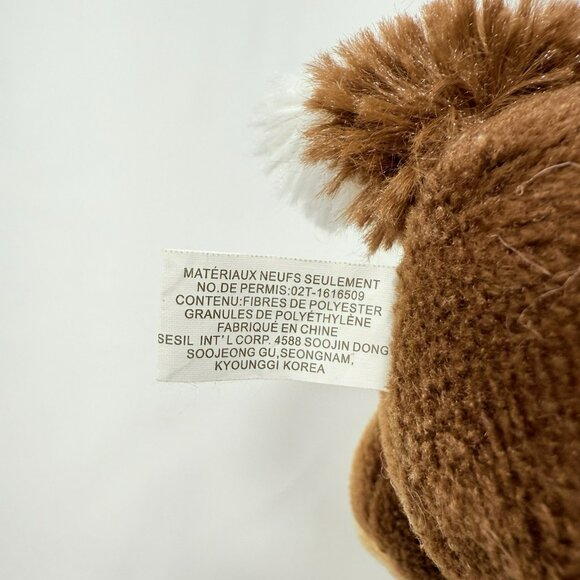 MATÉRIAUX NEUFS SEULEMENT
NO.DE PERMIS:02T-1616509
CONTENU:FIBRES DE POLYESTER
GRANULES DE POLYÉTHYLÈNE
FABRIQUÉ EN CHINE
SESIL INT'L CORP. 4588 SOOJIN DONG
SOOJEONG GU,SEONGNAM,
KYOUNGGI KOREA